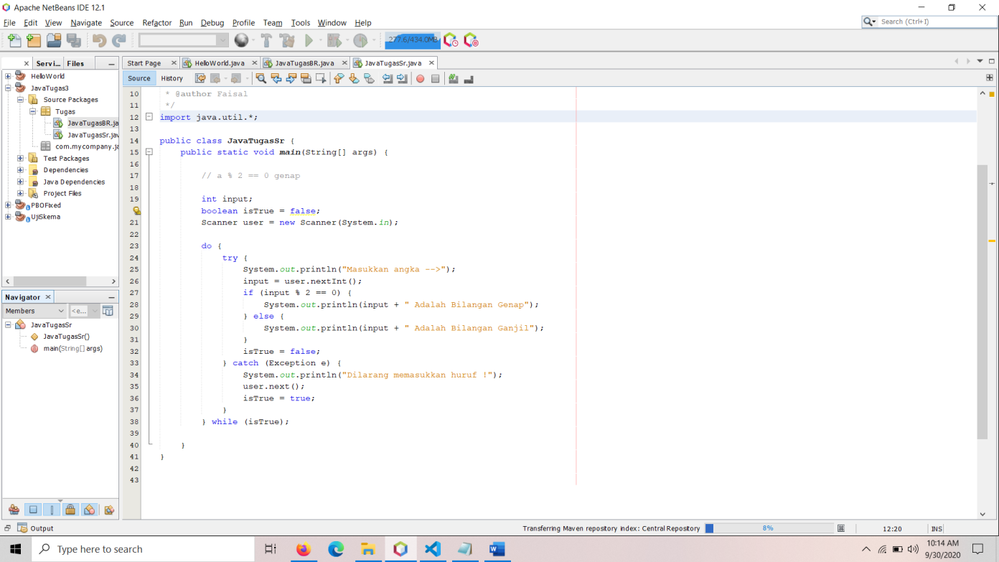 Apache NetBeans IDE 12.1
File Edit View Navigate Source Refactor Run Debug Profile Team Tools Window Help
Search (Ctrl+I)
277.6/434.0MB
Servi... Files
Start Page HelloWorld.java JavaTugasBR.java JavaTugasSr.java
Source History
HelloWorld
JavaTugas3
Source Packages
Tugas
JavaTugasBR.ja
JavaTugasSr.jav
com.mycompany.ja
Test Packages
Dependencies
Java Dependencies
Project Files
PBOFixed
UjiSkema
Navigator
Members <e...
JavaTugasSr
JavaTugasSr()
main(String[] args)
10 * @author Faisal
11 */
12 import java.util.*;
13
14 public class JavaTugasSr {
15 public static void main(String[] args) {
16
17 // a % 2 == 0 genap
18
19 int input;
boolean isTrue = false;
21 Scanner user = new Scanner(System.in);
22
23 do {
24 try {
25 System.out.println("Masukkan angka -->");
26 input = user.nextInt();
27 if (input % 2 == 0) {
28 System.out.println(input + " Adalah Bilangan Genap");
29 } else {
30 System.out.println(input + " Adalah Bilangan Ganjil");
31 }
32 isTrue = false;
33 } catch (Exception e) {
34 System.out.println("Dilarang memasukkan huruf !");
35 user.next();
36 isTrue = true;
37 }
38 } while (isTrue);
39
40 }
41 }
42
43
Output
Transferring Maven repository index: Central Repository 8% 12:20 INS
Type here to search
10:14 AM
9/30/2020